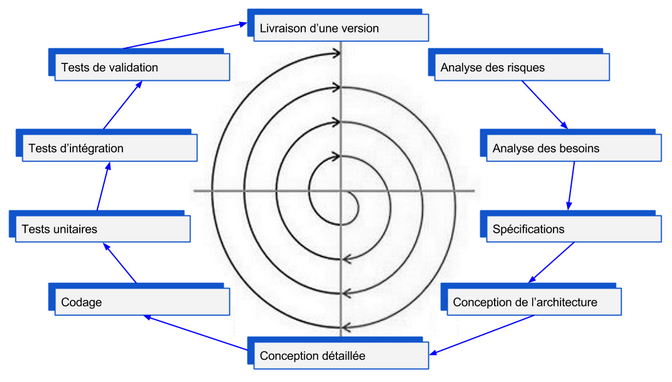 Livraison d’une version
Analyse des risques
Analyse des besoins
Spécifications
Conception de l’architecture
Conception détaillée
Codage
Tests unitaires
Tests d’intégration
Tests de validation